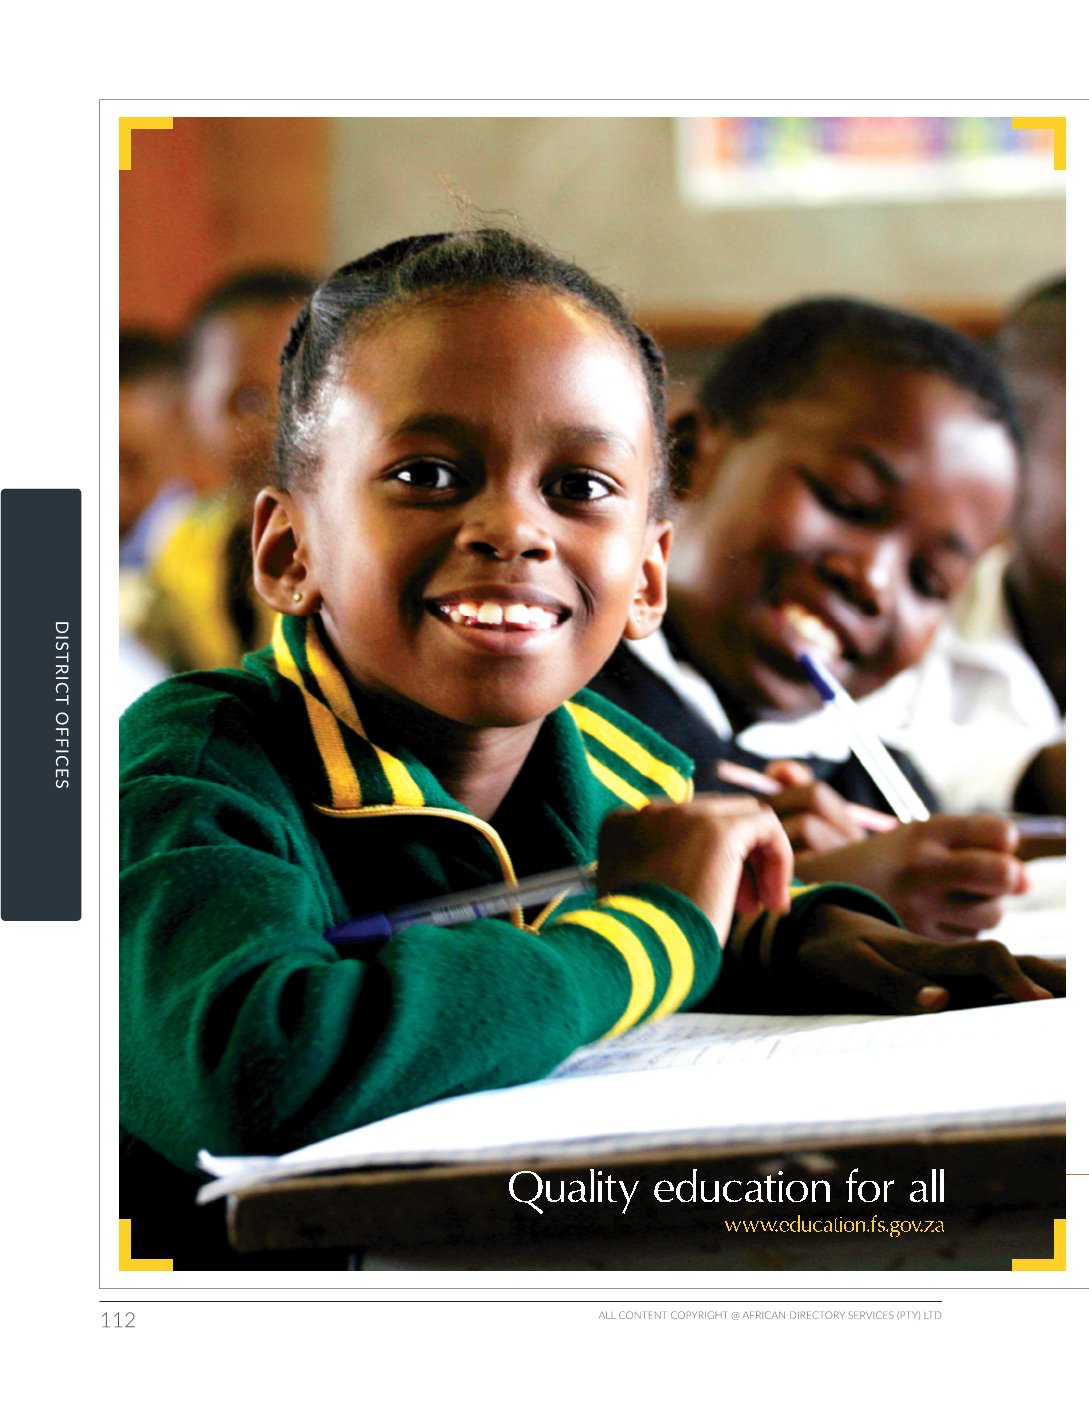 DISTRICT OFFICES
Quality education for all
www.education.fs.gov.za
112
ALL CONTENT COPYRIGHT @ AFRICAN DIRECTORY SERVICES (PTY) LTD